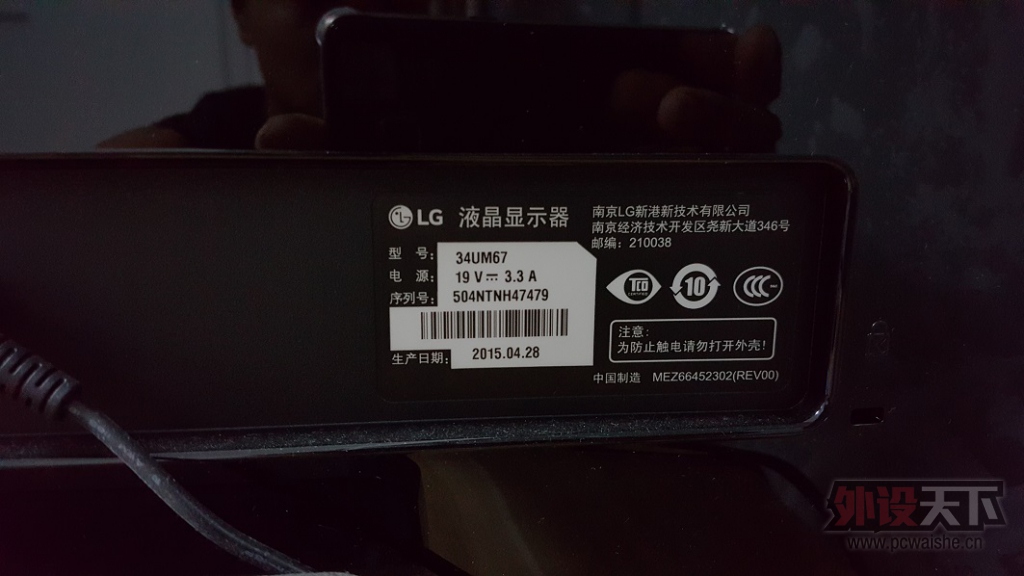 LG 液晶显示器
型 号: 34UM67
电 源: 19 V 3.3 A
序列号: 504NTNH47479
生产日期: 2015.04.28
南京LG新港新技术有限公司
南京经济技术开发区尧新大道346号
邮编: 210038
TCO
10
CCC
注意:
为防止触电请勿打开外壳!
中国制造 MEZ66452302(REV00)
外设天下
www.pcwaishe.cn